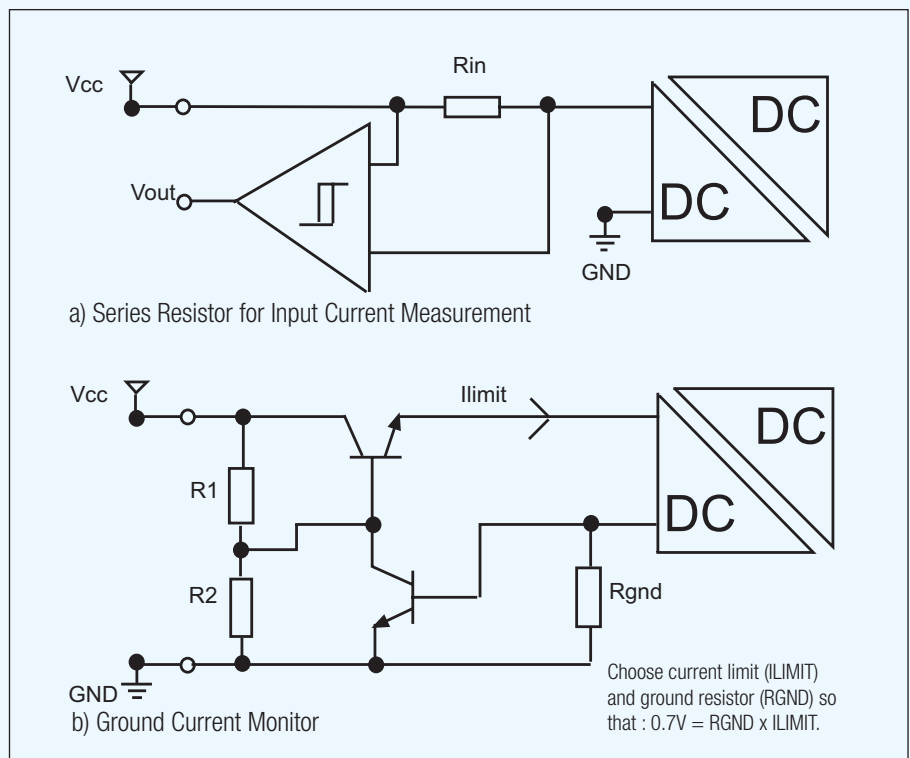 Vcc
Rin
DC
DC
Vout
GND
a) Series Resistor for Input Current Measurement
Vcc
Ilimit
DC
DC
R1
R2
Rgnd
GND
b) Ground Current Monitor
Choose current limit (ILIMIT)
and ground resistor (RGND) so
that : 0.7V = RGND x ILIMIT.